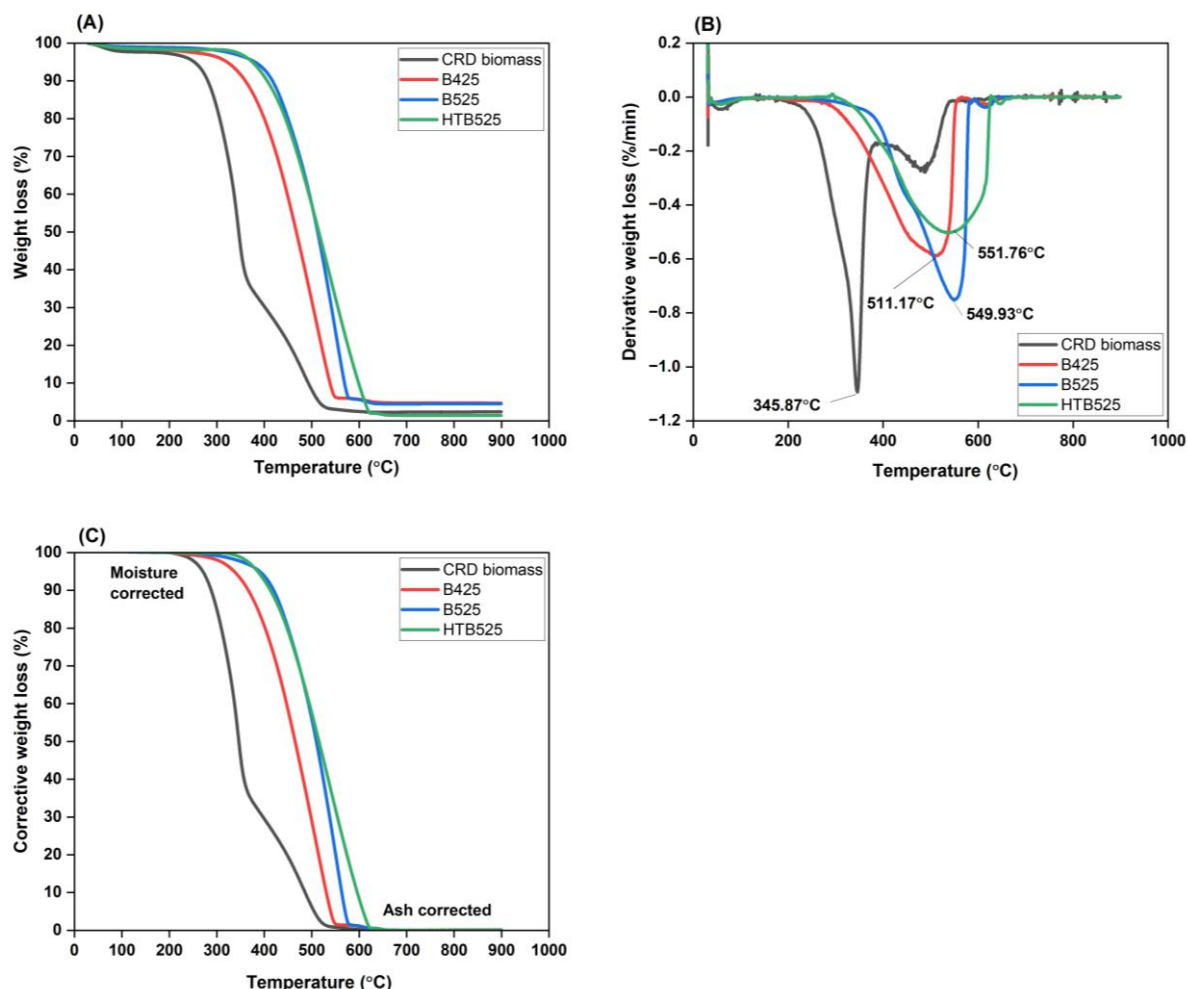 (A)
Weight loss (%)
100
90
80
70
60
50
40
30
20
10
0
CRD biomass
B425
B525
HTB525
0 100 200 300 400 500 600 700 800 900 1000
Temperature (°C)
(B)
Derivative weight loss (%/min)
0.2
0.0
−0.2
−0.4
−0.6
−0.8
−1.0
−1.2
551.76°C
511.17°C
549.93°C
345.87°C
CRD biomass
B425
B525
HTB525
0 200 400 600 800 1000
Temperature (°C)
(C)
Corrective weight loss (%)
100
90
80
70
60
50
40
30
20
10
0
Moisture
corrected
CRD biomass
B425
B525
HTB525
Ash corrected
0 100 200 300 400 500 600 700 800 900 1000
Temperature (°C)